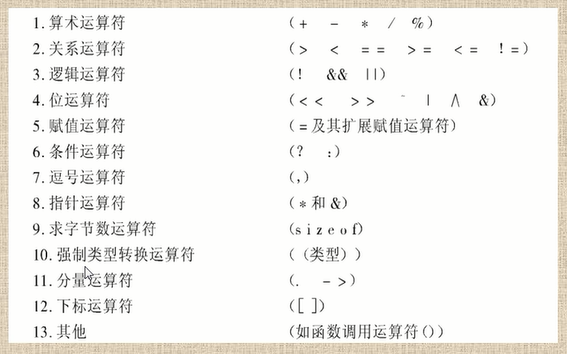 1. 算术运算符 (+ - * / %)
2. 关系运算符 (> < == >= <= !=)
3. 逻辑运算符 (! && ||)
4. 位运算符 (<< >> ~ | /\ &)
5. 赋值运算符 (=及其扩展赋值运算符)
6. 条件运算符 (? :)
7. 逗号运算符 (,)
8. 指针运算符 (*和&)
9. 求字节数运算符 (sizeof)
10. 强制类型转换运算符 ((类型))
11. 分量运算符 (. ->)
12. 下标运算符 ([ ])
13. 其他 (如函数调用运算符())